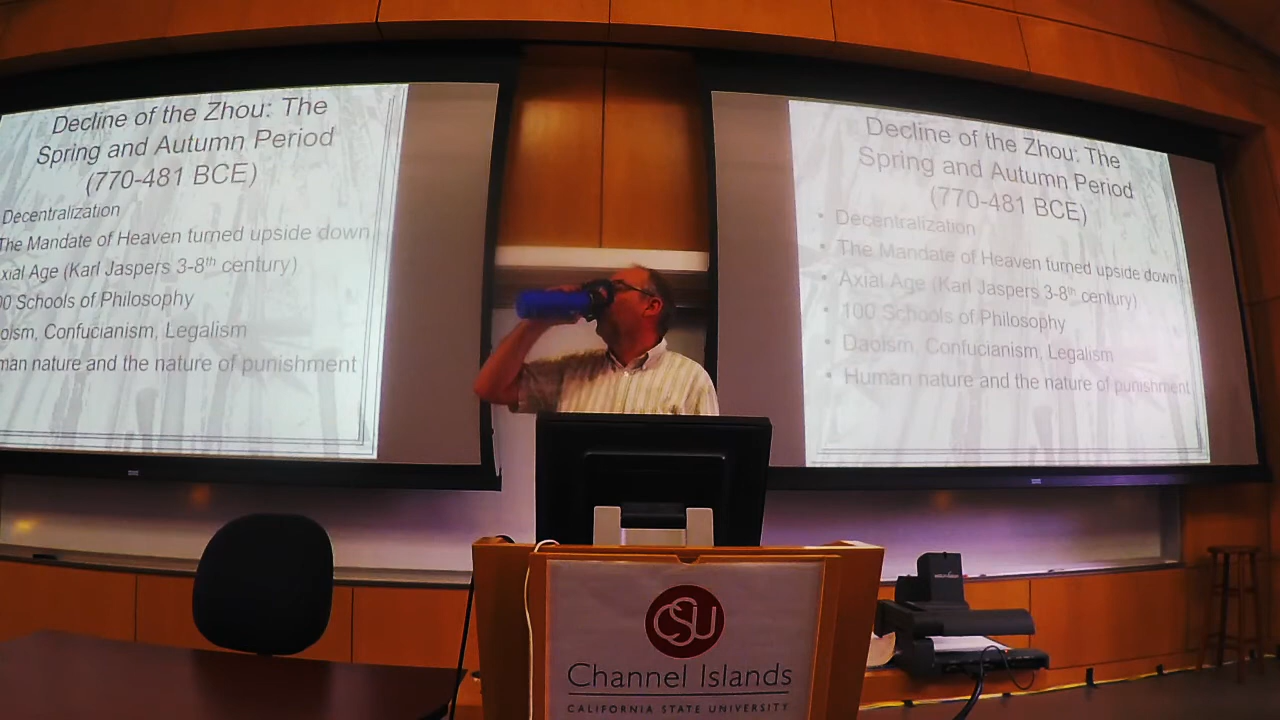 Decline of the Zhou: The
Spring and Autumn Period
(770-481 BCE)
Decentralization
The Mandate of Heaven turned upside down
xial Age (Karl Jaspers 3-8th century)
00 Schools of Philosophy
oism, Confucianism, Legalism
man nature and the nature of punishment
Decline of the Zhou: The
Spring and Autumn Period
(770-481 BCE)
• Decentralization
• The Mandate of Heaven turned upside down
• Axial Age (Karl Jaspers 3-8th century)
• 100 Schools of Philosophy
• Daoism, Confucianism, Legalism
• Human nature and the nature of punishment
CSU
Channel Islands
CALIFORNIA STATE UNIVERSITY